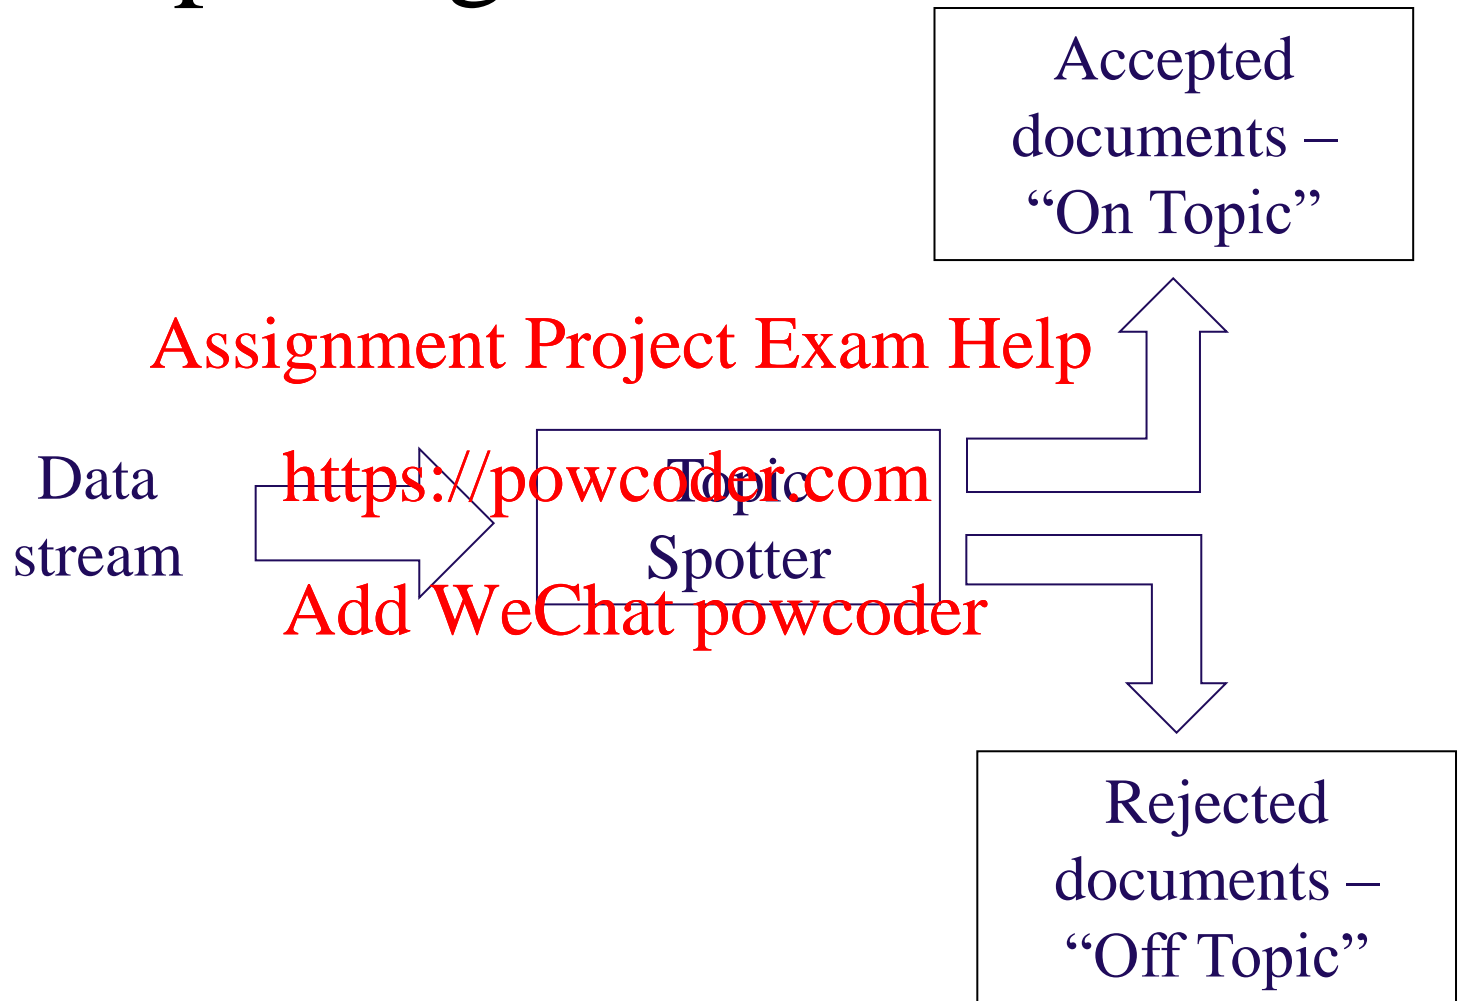 Accepted
documents –
“On Topic”
Assignment Project Exam Help
Data
stream
https://powcoder.com
Topic
Spotter
Add WeChat powcoder
Rejected
documents –
“Off Topic”